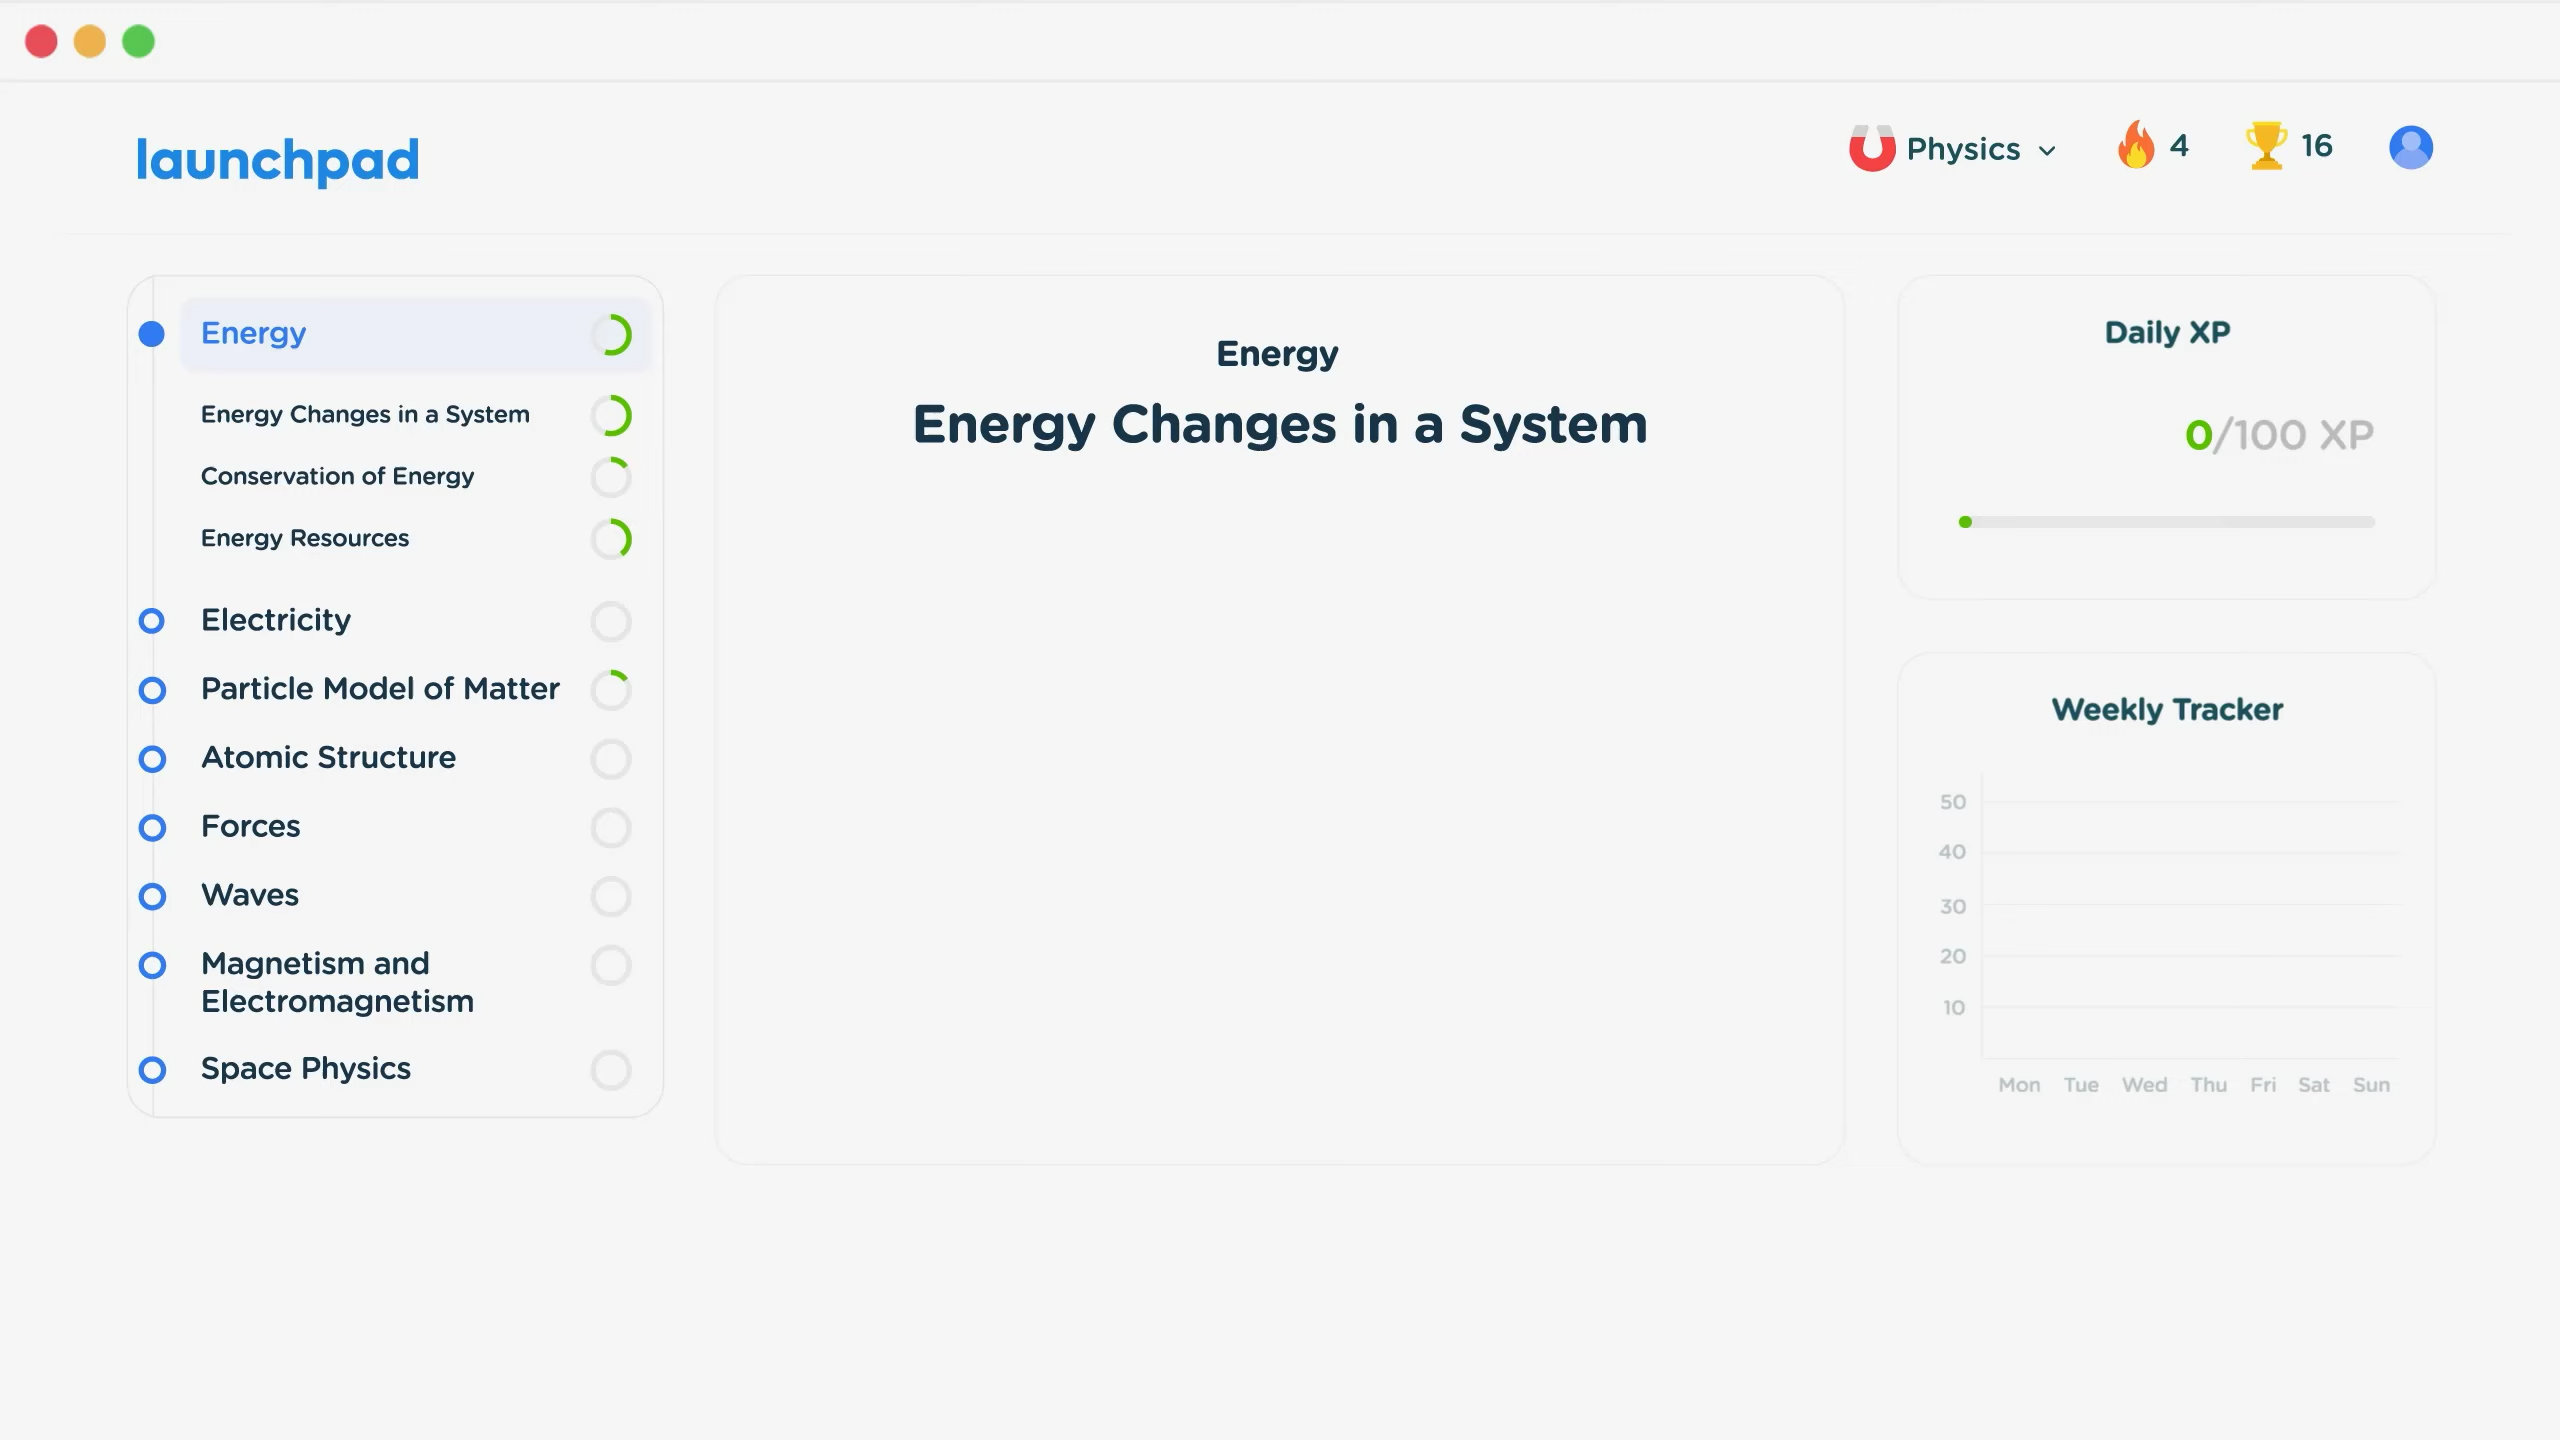 launchpad
Physics
4
16
Energy
Energy Changes in a System
Conservation of Energy
Energy Resources
Electricity
Particle Model of Matter
Atomic Structure
Forces
Waves
Magnetism and
Electromagnetism
Space Physics
Energy
Energy Changes in a System
Daily XP
0/100 XP
Weekly Tracker
50
40
30
20
10
Mon Tue Wed Thu Fri Sat Sun